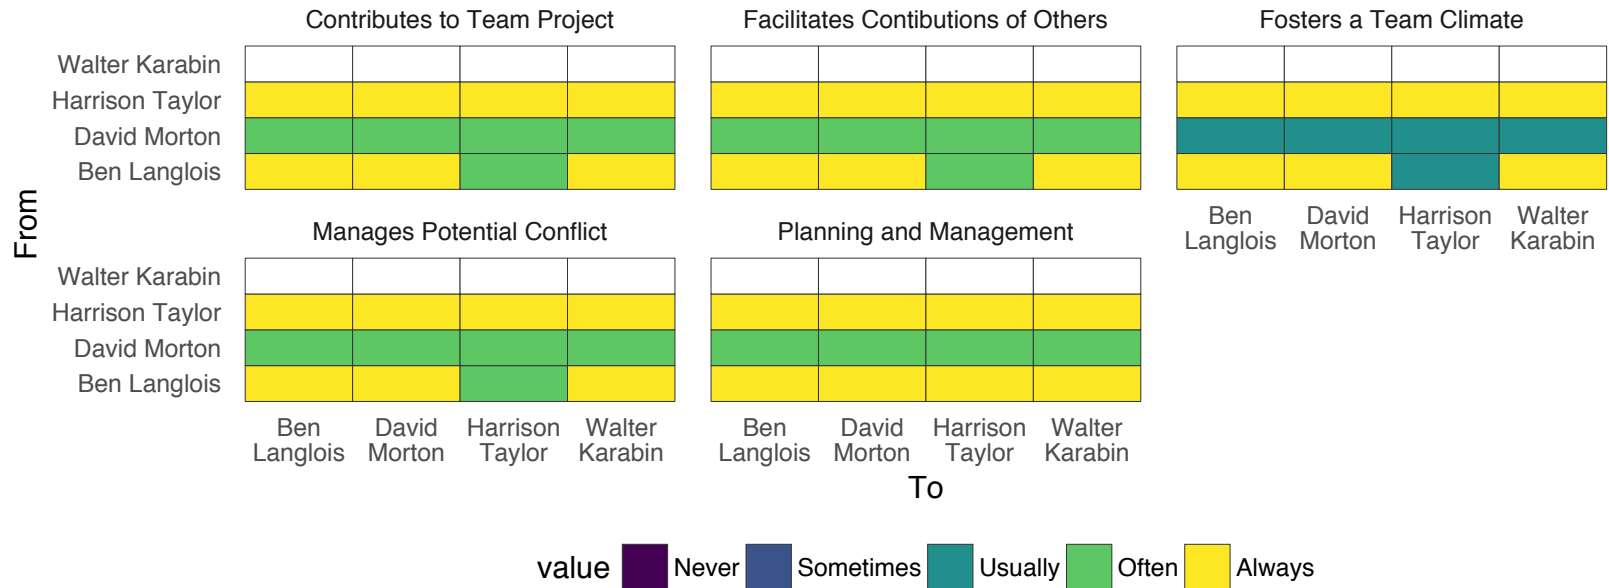 Contributes to Team Project
Facilitates Contibutions of Others
Fosters a Team Climate
Walter Karabin
Harrison Taylor
David Morton
Ben Langlois
Ben Langlois
David Morton
Harrison Taylor
Walter Karabin
From
Manages Potential Conflict
Planning and Management
Walter Karabin
Harrison Taylor
David Morton
Ben Langlois
Ben Langlois
David Morton
Harrison Taylor
Walter Karabin
Ben Langlois
David Morton
Harrison Taylor
Walter Karabin
To
value Never Sometimes Usually Often Always